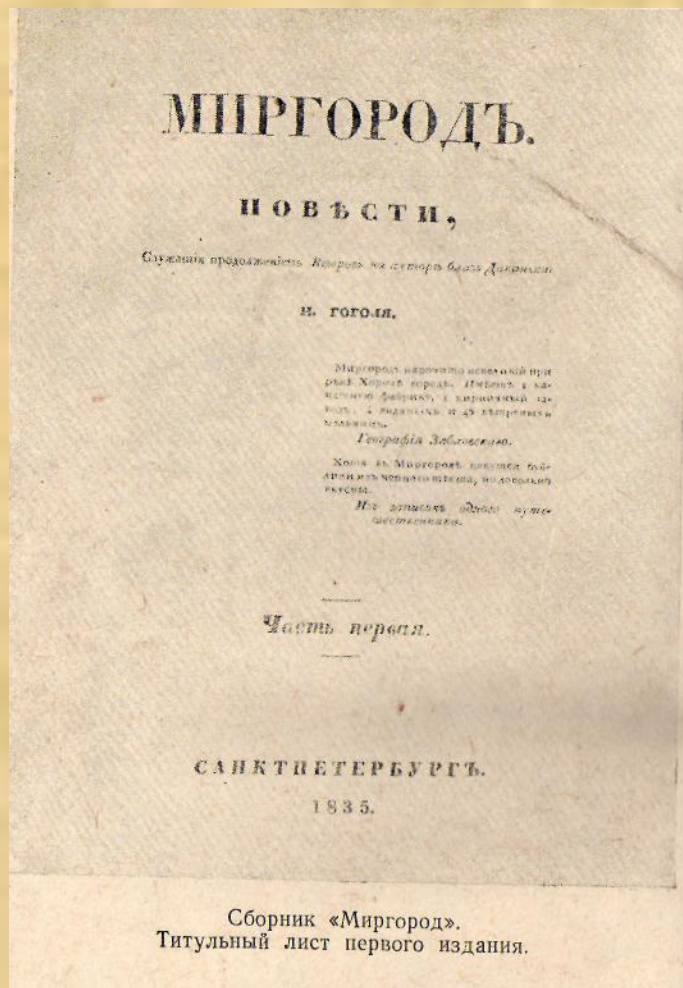 МИРГОРОДЪ.
ПОВѢСТИ,
Служащія продолженіемъ Вечеровъ на хуторѣ близь Диканьки
Н. ГОГОЛЯ.
Миргородъ нарочито невеликій при
рѣкѣ Хоролѣ городъ. Имѣетъ 1 ка-
натную фабрику, 1 кирпичный за-
водъ, 4 водяныхъ и 45 вѣтряныхъ
мельницъ.
Географія Зябловскаго.
Хотя въ Миргородѣ пекутся буб-
лики изъ чернаго тѣста, но довольно
вкусны.
Изъ записокъ одного путе-
шественника.
Часть первая.
САНКТПЕТЕРБУРГЪ.
1835.
Сборник «Миргород».
Титульный лист первого издания.